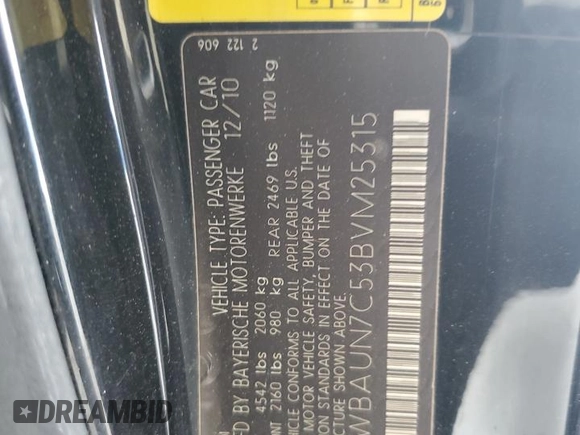 2 122 606
VEHICLE TYPE: PASSENGER CAR
BY BAYERISCHE MOTORENWERKE 12/10
4542 lbs 2060 kg
2160 lbs 980 kg REAR 2469 lbs 1120 kg
VEHICLE CONFORMS TO ALL APPLICABLE U.S.
MOTOR VEHICLE SAFETY, BUMPER AND THEFT
STANDARDS IN EFFECT ON THE DATE OF
SHOWN ABOVE.
WBAUN7C53BVM25315
DREAMBID